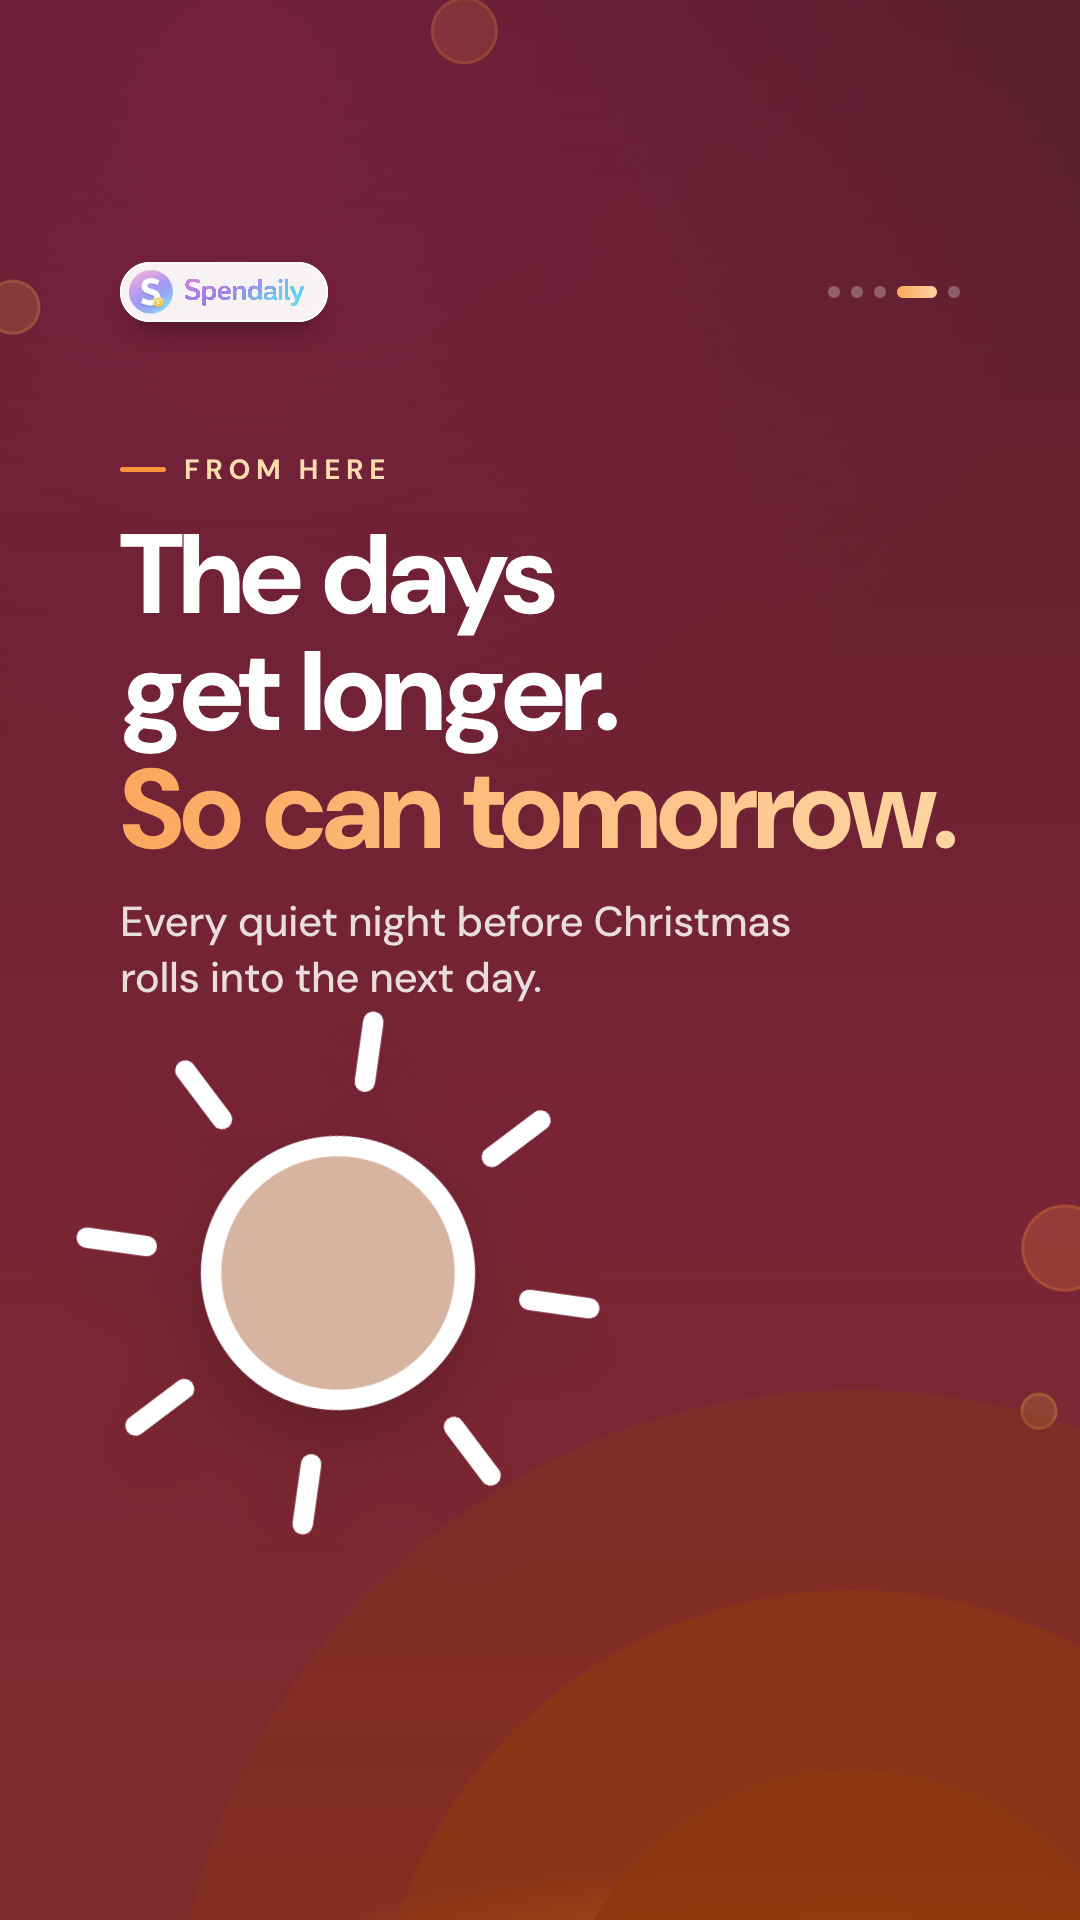 Spendaily
FROM HERE
The days
get longer.
So can tomorrow.
Every quiet night before Christmas
rolls into the next day.